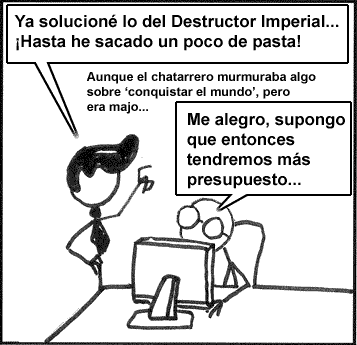 Ya solucioné lo del Destructor Imperial...
¡Hasta he sacado un poco de pasta!
Aunque el chatarrero murmuraba algo
sobre ‘conquistar el mundo’, pero
era majo...
Me alegro, supongo
que entonces
tendremos más
presupuesto...